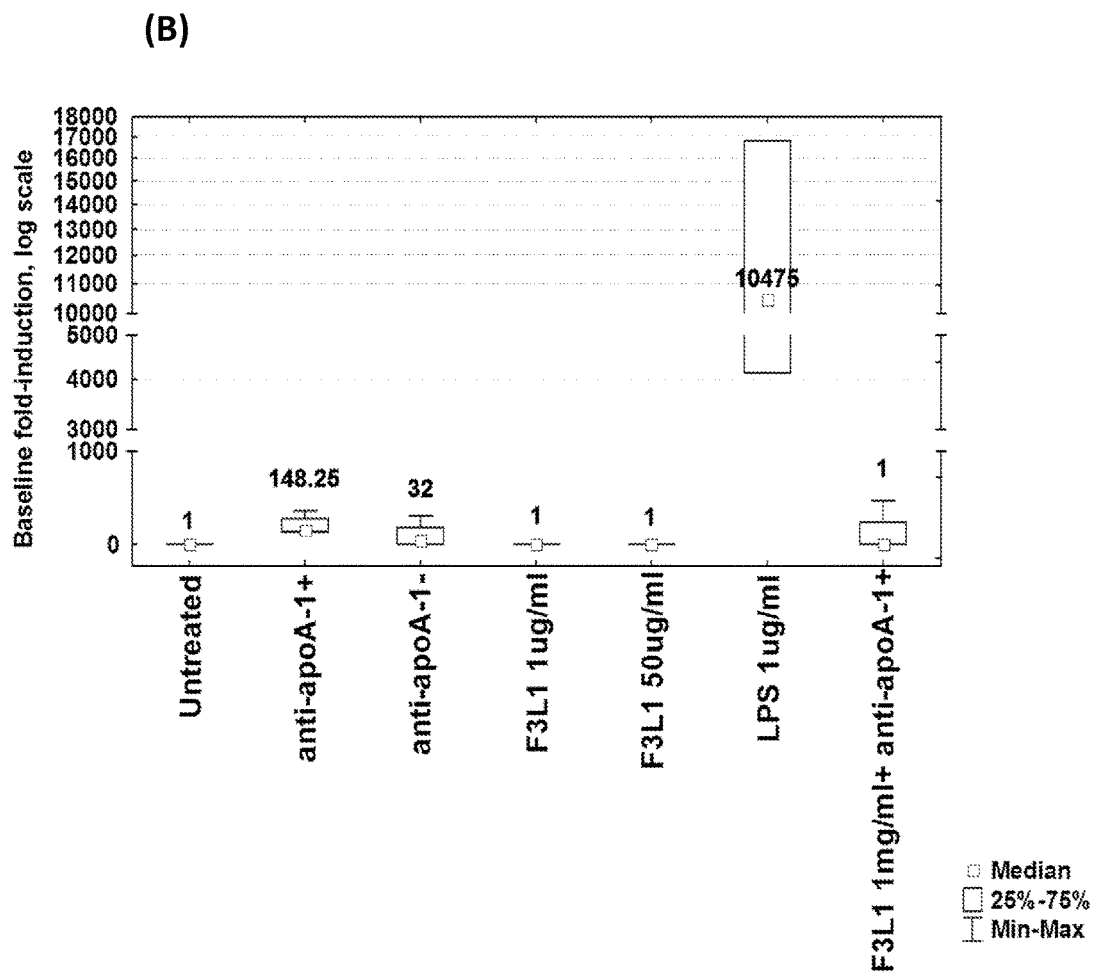 (B)
Baseline fold-induction, log scale
18000
17000
16000
15000
14000
13000
12000
11000
10000
5000
4000
3000
1000
0
1
148.25
32
1
1
10475
1
Untreated
anti-apoA-1+
anti-apoA-1-
F3L1 1ug/ml
F3L1 50ug/ml
LPS 1ug/ml
F3L1 1mg/ml+ anti-apoA-1+
Median
25%-75%
Min-Max